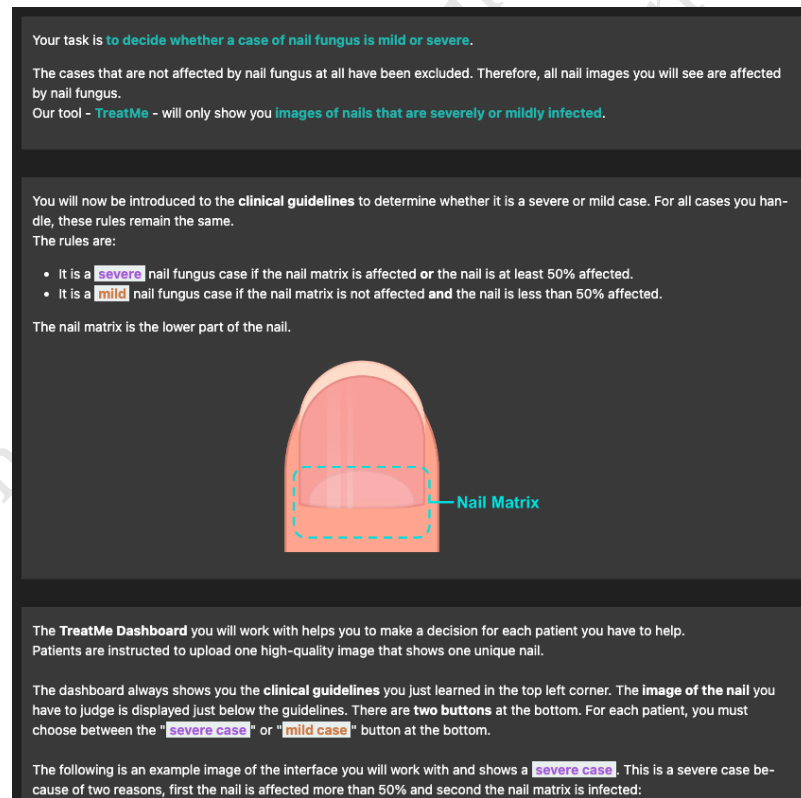 Your task is to decide whether a case of nail fungus is mild or severe.
The cases that are not affected by nail fungus at all have been excluded. Therefore, all nail images you will see are affected
by nail fungus.
Our tool - TreatMe - will only show you images of nails that are severely or mildly infected.
You will now be introduced to the clinical guidelines to determine whether it is a severe or mild case. For all cases you han-
dle, these rules remain the same.
The rules are:
• It is a severe nail fungus case if the nail matrix is affected or the nail is at least 50% affected.
• It is a mild nail fungus case if the nail matrix is not affected and the nail is less than 50% affected.
The nail matrix is the lower part of the nail.
Nail Matrix
The TreatMe Dashboard you will work with helps you to make a decision for each patient you have to help.
Patients are instructed to upload one high-quality image that shows one unique nail.
The dashboard always shows you the clinical guidelines you just learned in the top left corner. The image of the nail you
have to judge is displayed just below the guidelines. There are two buttons at the bottom. For each patient, you must
choose between the "severe case" or "mild case" button at the bottom.
The following is an example image of the interface you will work with and shows a severe case. This is a severe case be-
cause of two reasons, first the nail is affected more than 50% and second the nail matrix is infected: